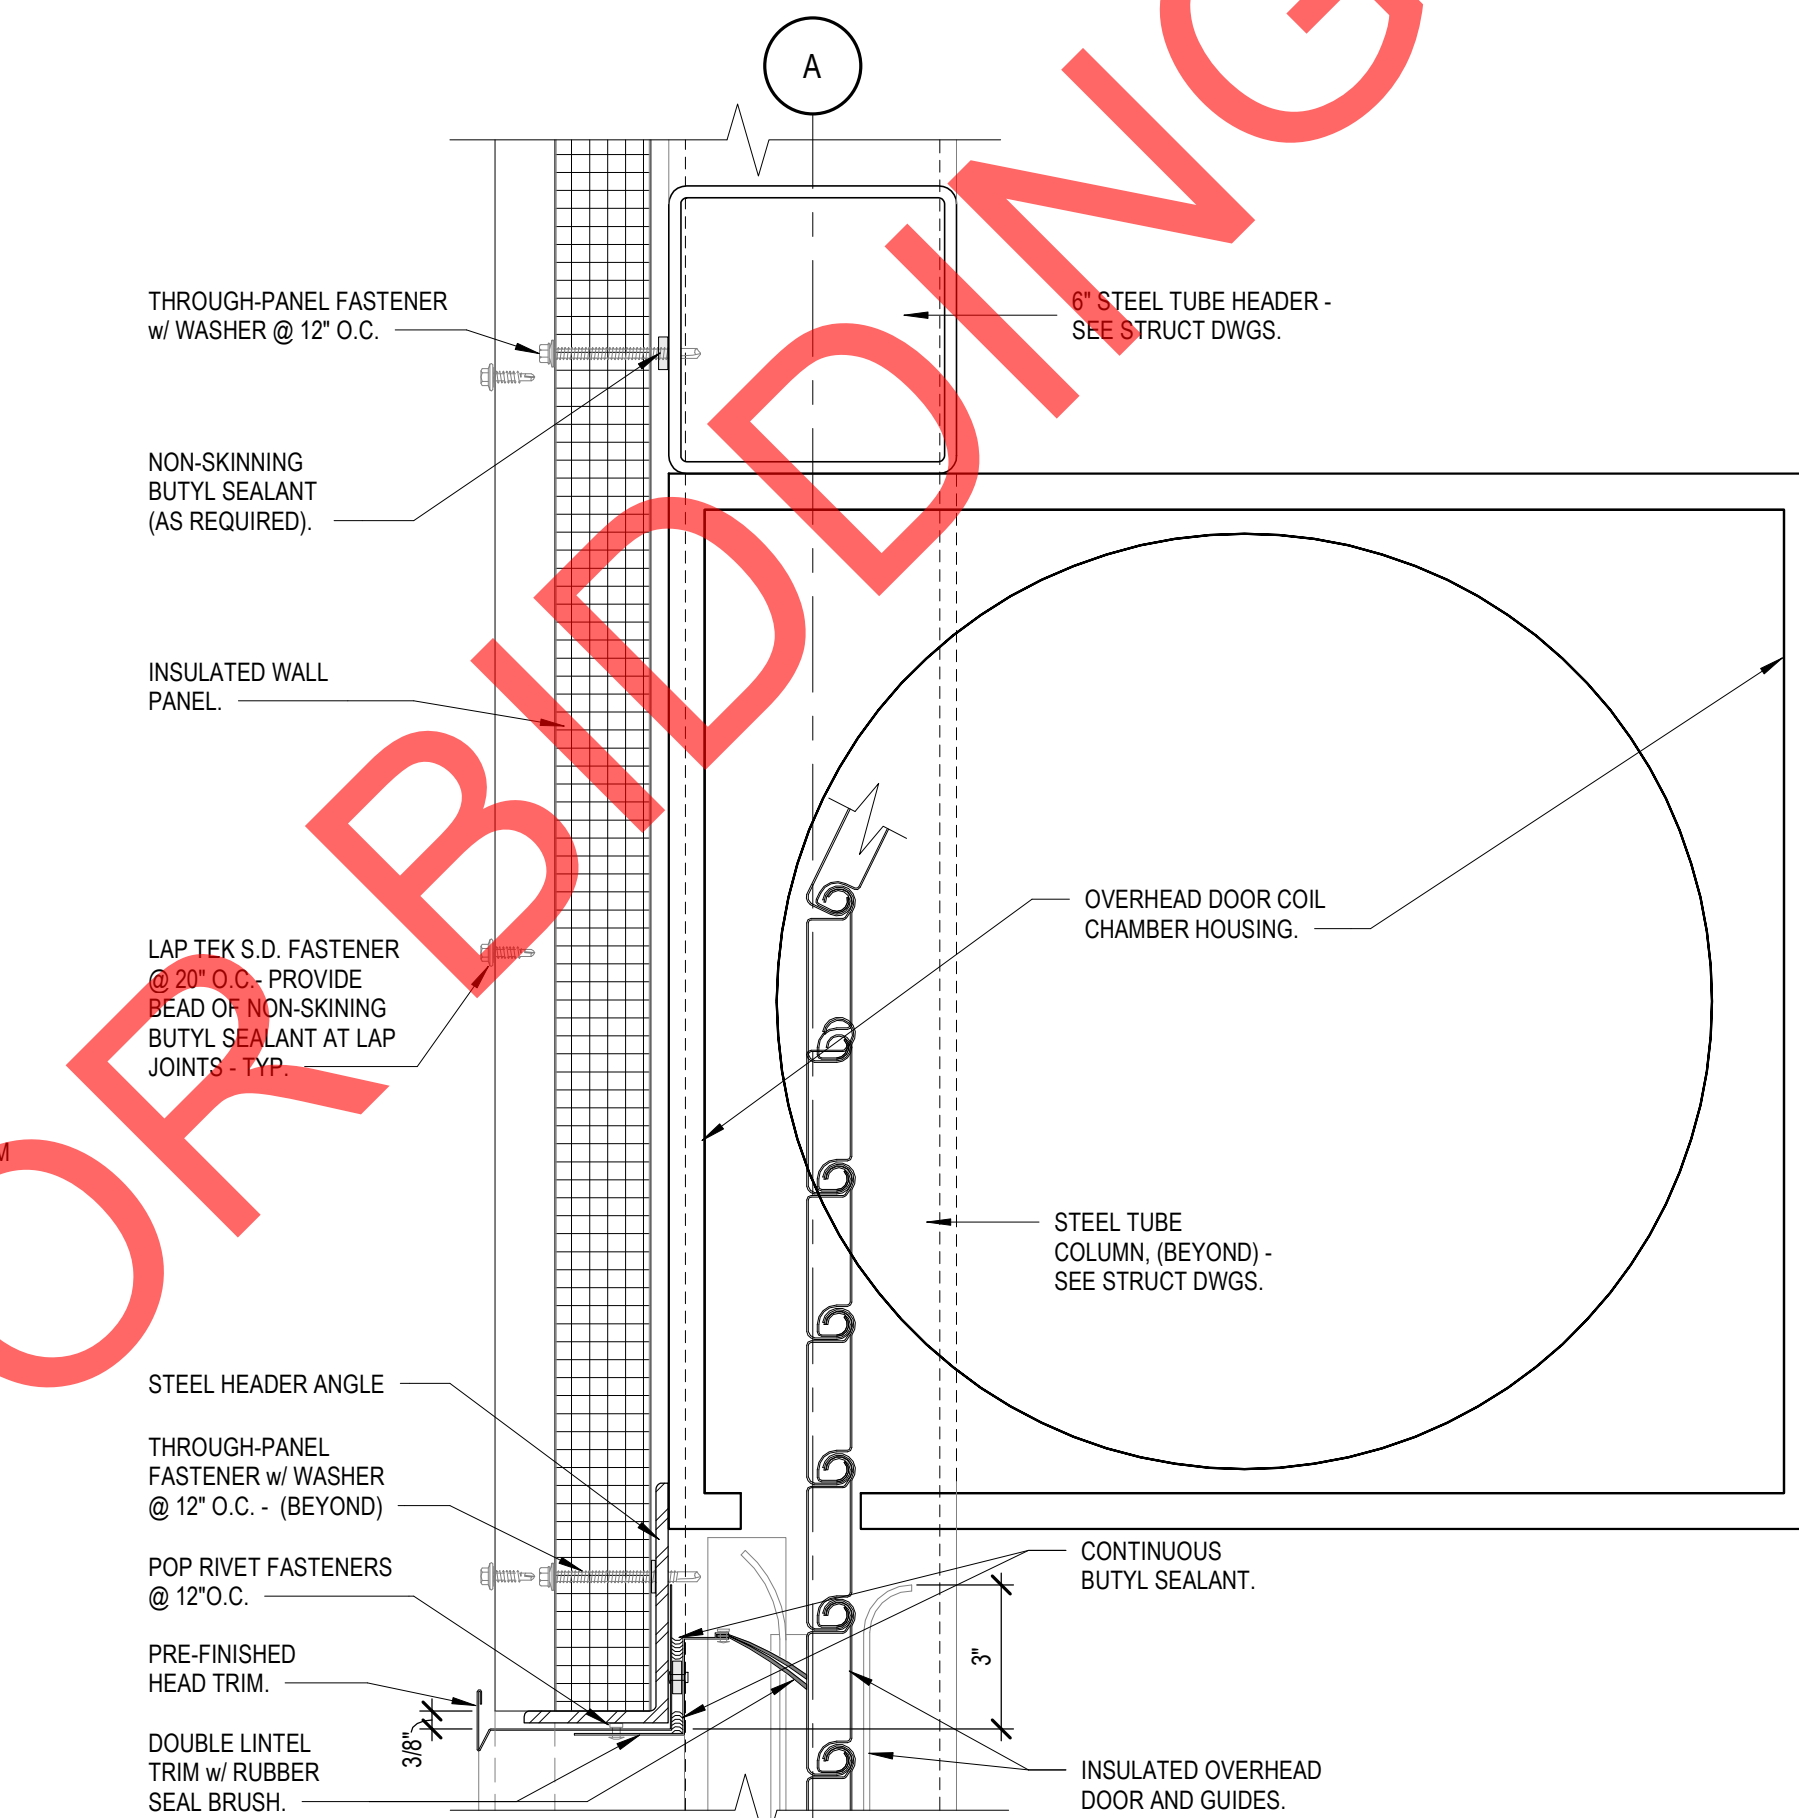 A
THROUGH-PANEL FASTENER
w/ WASHER @ 12" O.C.
6" STEEL TUBE HEADER -
SEE STRUCT DWGS.
NON-SKINNING
BUTYL SEALANT
(AS REQUIRED).
INSULATED WALL
PANEL.
OVERHEAD DOOR COIL
CHAMBER HOUSING.
LAP TEK S.D. FASTENER
@ 20" O.C.- PROVIDE
BEAD OF NON-SKINING
BUTYL SEALANT AT LAP
JOINTS - TYP.
M
STEEL TUBE
COLUMN, (BEYOND) -
SEE STRUCT DWGS.
STEEL HEADER ANGLE
THROUGH-PANEL
FASTENER w/ WASHER
@ 12" O.C. - (BEYOND)
CONTINUOUS
BUTYL SEALANT.
POP RIVET FASTENERS
@ 12"O.C.
PRE-FINISHED
HEAD TRIM.
3"
3/8"
DOUBLE LINTEL
TRIM w/ RUBBER
SEAL BRUSH.
INSULATED OVERHEAD
DOOR AND GUIDES.
OR BIDDING